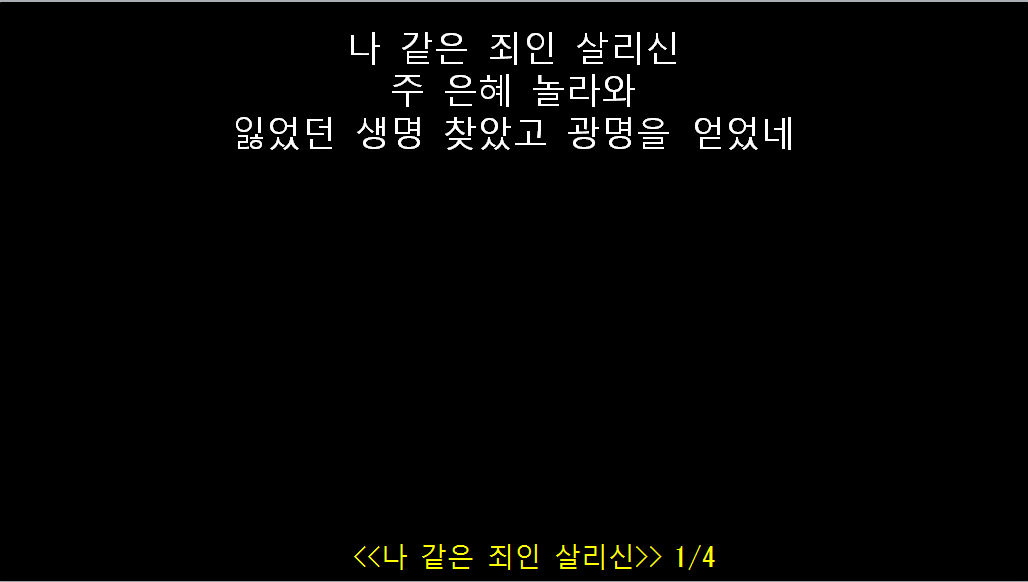 나 같은 죄인 살리신
주 은혜 놀라와
잃었던 생명 찾았고 광명을 얻었네
<<나 같은 죄인 살리신>> 1/4